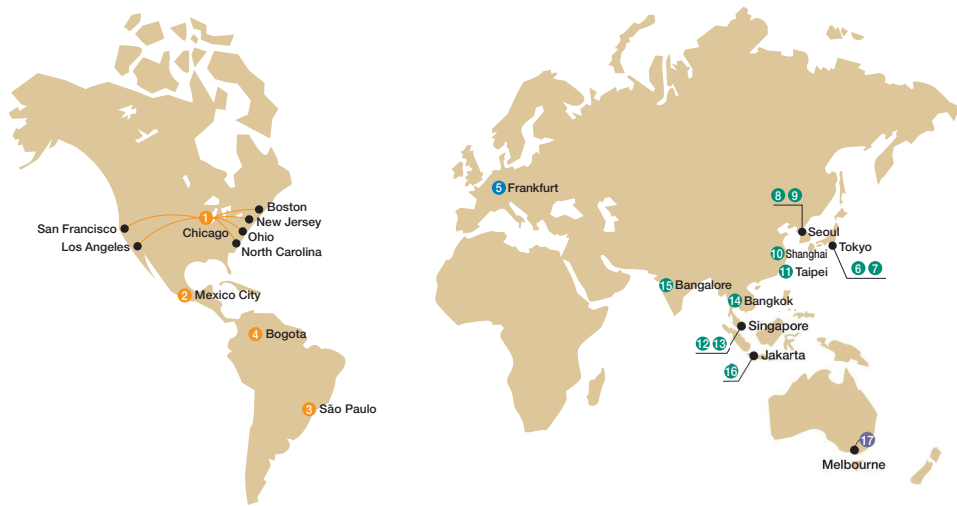 1
Boston
New Jersey
San Francisco
Chicago
Ohio
Los Angeles
North Carolina
2 Mexico City
4 Bogota
3 São Paulo
5 Frankfurt
8 9
Seoul
10 Shanghai
Tokyo
11 Taipei
6 7
15 Bangalore
14 Bangkok
Singapore
12 13
Jakarta
16
17
Melbourne